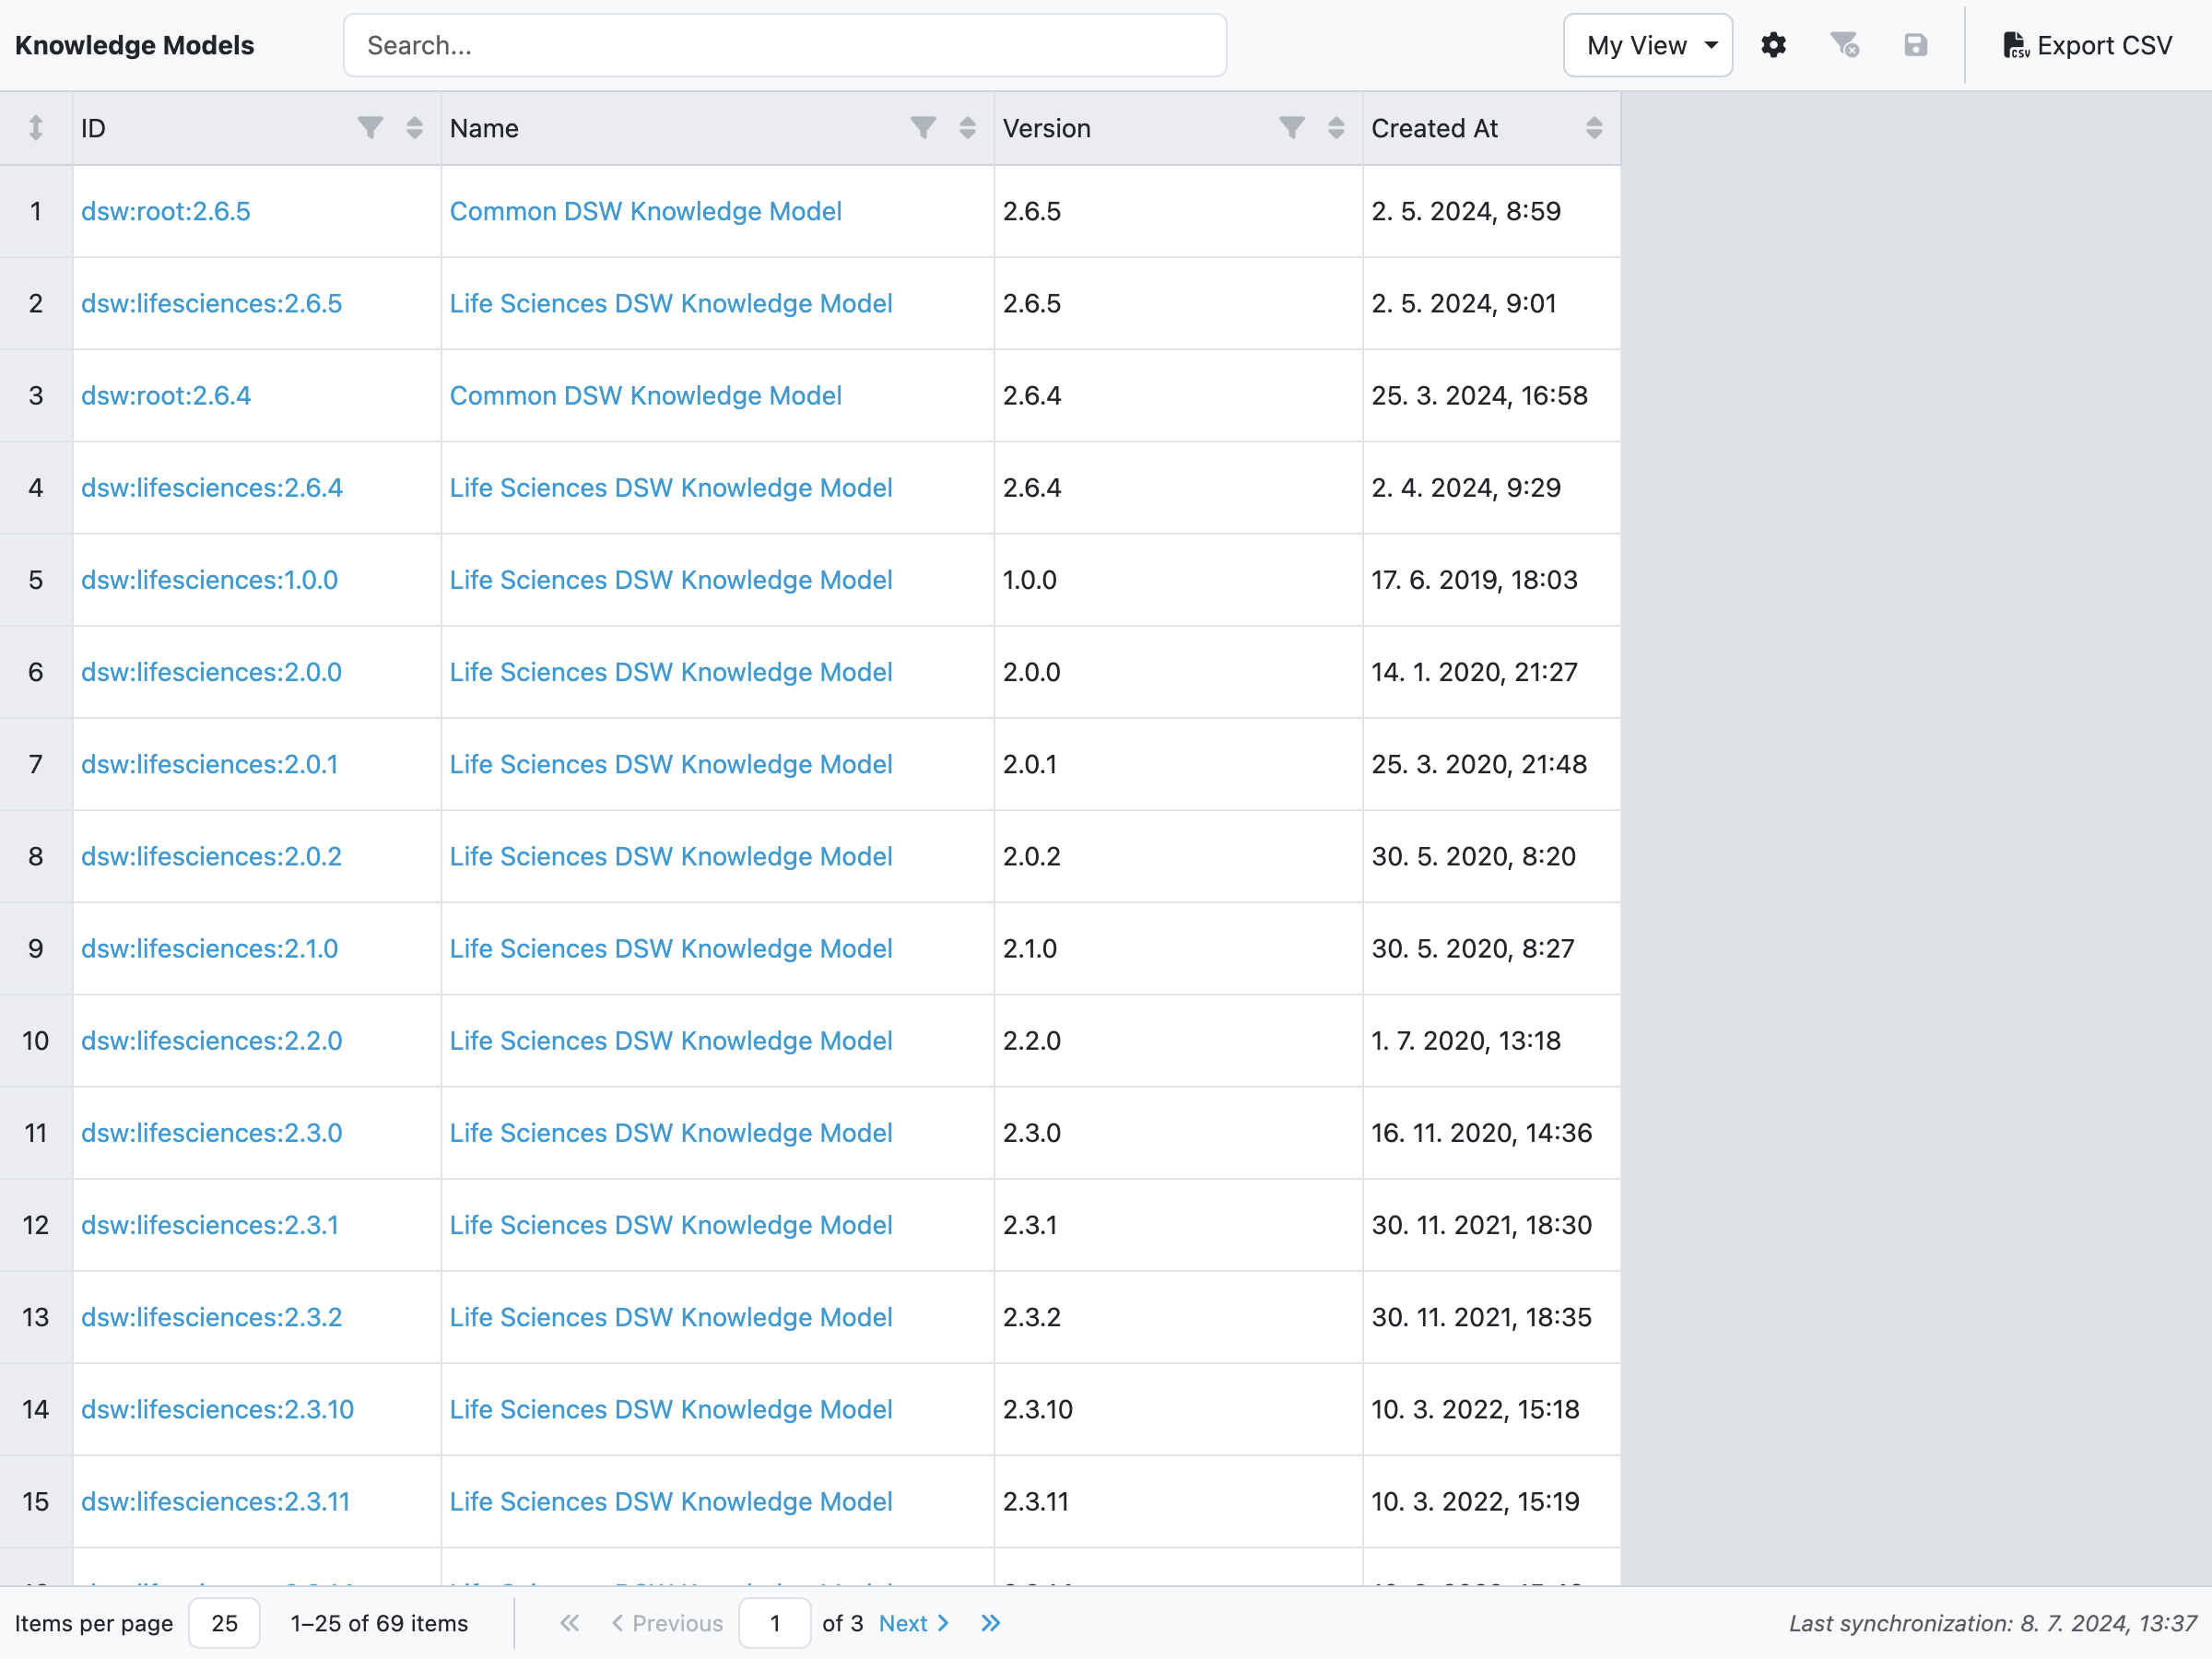 Knowledge Models Search... My View CSV Export CSV
ID Name Version Created At
1 dsw:root:2.6.5 Common DSW Knowledge Model 2.6.5 2. 5. 2024, 8:59
2 dsw:lifesciences:2.6.5 Life Sciences DSW Knowledge Model 2.6.5 2. 5. 2024, 9:01
3 dsw:root:2.6.4 Common DSW Knowledge Model 2.6.4 25. 3. 2024, 16:58
4 dsw:lifesciences:2.6.4 Life Sciences DSW Knowledge Model 2.6.4 2. 4. 2024, 9:29
5 dsw:lifesciences:1.0.0 Life Sciences DSW Knowledge Model 1.0.0 17. 6. 2019, 18:03
6 dsw:lifesciences:2.0.0 Life Sciences DSW Knowledge Model 2.0.0 14. 1. 2020, 21:27
7 dsw:lifesciences:2.0.1 Life Sciences DSW Knowledge Model 2.0.1 25. 3. 2020, 21:48
8 dsw:lifesciences:2.0.2 Life Sciences DSW Knowledge Model 2.0.2 30. 5. 2020, 8:20
9 dsw:lifesciences:2.1.0 Life Sciences DSW Knowledge Model 2.1.0 30. 5. 2020, 8:27
10 dsw:lifesciences:2.2.0 Life Sciences DSW Knowledge Model 2.2.0 1. 7. 2020, 13:18
11 dsw:lifesciences:2.3.0 Life Sciences DSW Knowledge Model 2.3.0 16. 11. 2020, 14:36
12 dsw:lifesciences:2.3.1 Life Sciences DSW Knowledge Model 2.3.1 30. 11. 2021, 18:30
13 dsw:lifesciences:2.3.2 Life Sciences DSW Knowledge Model 2.3.2 30. 11. 2021, 18:35
14 dsw:lifesciences:2.3.10 Life Sciences DSW Knowledge Model 2.3.10 10. 3. 2022, 15:18
15 dsw:lifesciences:2.3.11 Life Sciences DSW Knowledge Model 2.3.11 10. 3. 2022, 15:19
Items per page 25 1–25 of 69 items Previous 1 of 3 Next Last synchronization: 8. 7. 2024, 13:37